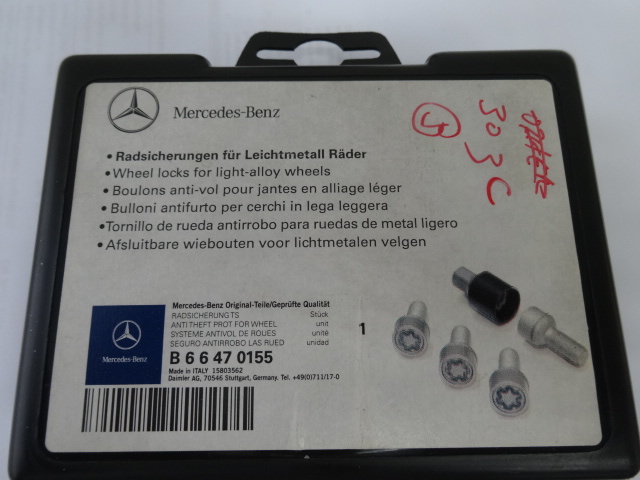 Mercedes-Benz
303C
• Radsicherungen für Leichtmetall Räder
• Wheel locks for light-alloy wheels
• Boulons anti-vol pour jantes en alliage léger
• Bulloni antifurto per cerchi in lega leggera
• Tornillo de rueda antirrobo para ruedas de metal ligero
• Afsluitbare wiebouten voor lichtmetalen velgen
Mercedes-Benz Original-Teile/Geprüfte Qualität
RADSICHERUNG TS Stück
ANTITHEFT PROT FOR WHEEL unit
SYSTEME ANTIVOL DE ROUES unité
SEGURO ANTIRROBO LAS RUED unidad
1
B 6 6 47 0155
Made in ITALY 15803562
Daimler AG, 70546 Stuttgart, Germany. Tel. +49(0)711/17-0
Mercedes-Benz